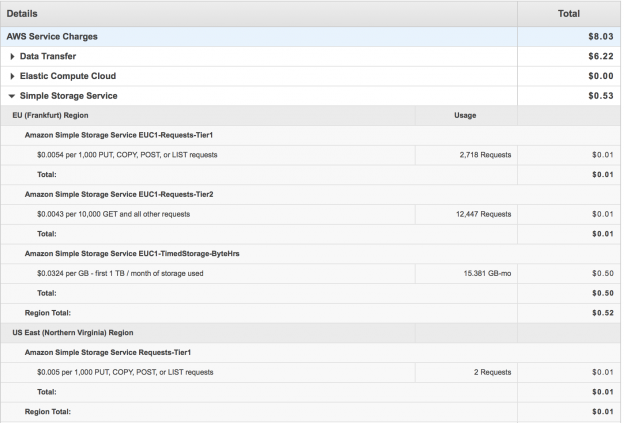 Details Total
AWS Service Charges $8.03
Data Transfer $6.22
Elastic Compute Cloud $0.00
Simple Storage Service $0.53
EU (Frankfurt) Region Usage
Amazon Simple Storage Service EUC1-Requests-Tier1
$0.0054 per 1,000 PUT, COPY, POST, or LIST requests 2,718 Requests $0.01
Total: $0.01
Amazon Simple Storage Service EUC1-Requests-Tier2
$0.0043 per 10,000 GET and all other requests 12,447 Requests $0.01
Total: $0.01
Amazon Simple Storage Service EUC1-TimedStorage-ByteHrs
$0.0324 per GB - first 1 TB / month of storage used 15.381 GB-mo $0.50
Total: $0.50
Region Total: $0.52
US East (Northern Virginia) Region
Amazon Simple Storage Service Requests-Tier1
$0.005 per 1,000 PUT, COPY, POST, or LIST requests 2 Requests $0.01
Total: $0.01
Region Total: $0.01